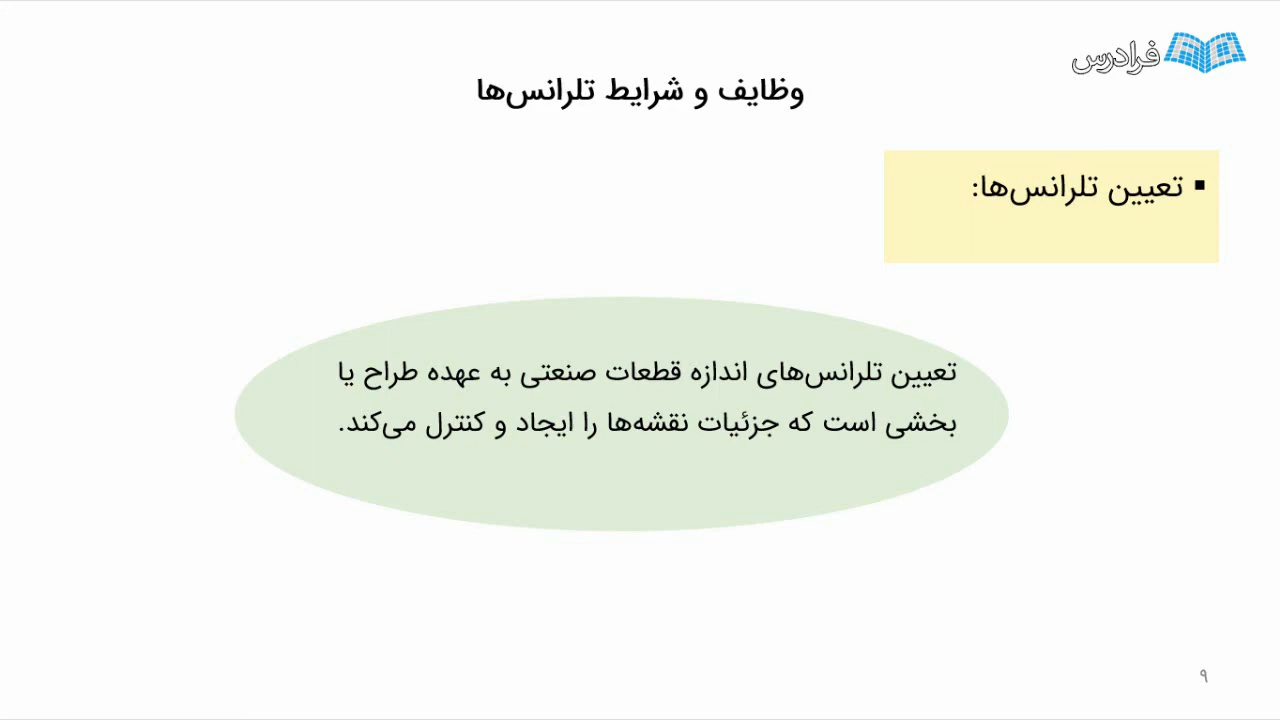 فرادرس
وظایف و شرایط تلرانس‌ها
▪ تعیین تلرانس‌ها:
تعیین تلرانس‌های اندازه قطعات صنعتی به عهده طراح یا
بخشی است که جزئیات نقشه‌ها را ایجاد و کنترل می‌کند.
۹